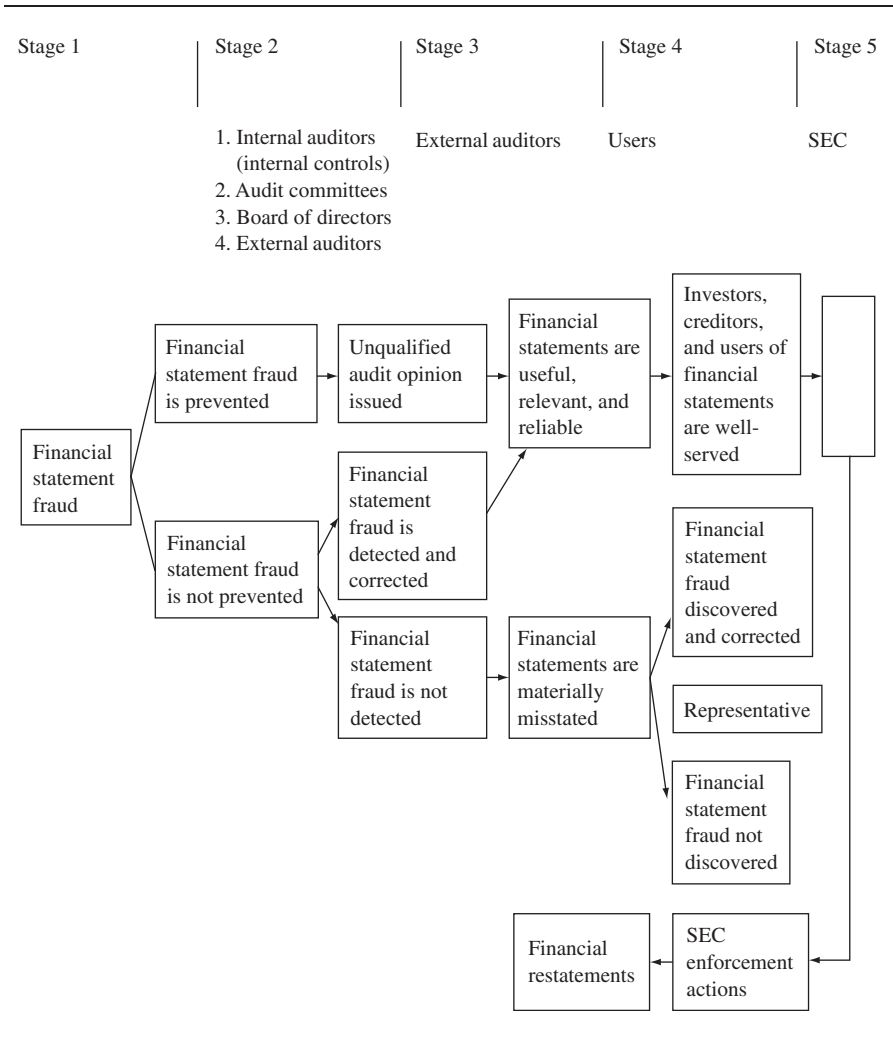 Stage 1
Stage 2
Stage 3
Stage 4
Stage 5
1. Internal auditors
(internal controls)
2. Audit committees
3. Board of directors
4. External auditors
External auditors
Users
SEC
Financial
statement
fraud
Financial
statement fraud
is prevented
Unqualified
audit opinion
issued
Financial
statements are
useful,
relevant, and
reliable
Investors,
creditors,
and users of
financial
statements
are well-
served
Financial
statement fraud
is not prevented
Financial
statement
fraud is
detected and
corrected
Financial
statement
fraud is not
detected
Financial
statements are
materially
misstated
Financial
statement
fraud
discovered
and corrected
Representative
Financial
statement
fraud not
discovered
Financial
restatements
SEC
enforcement
actions